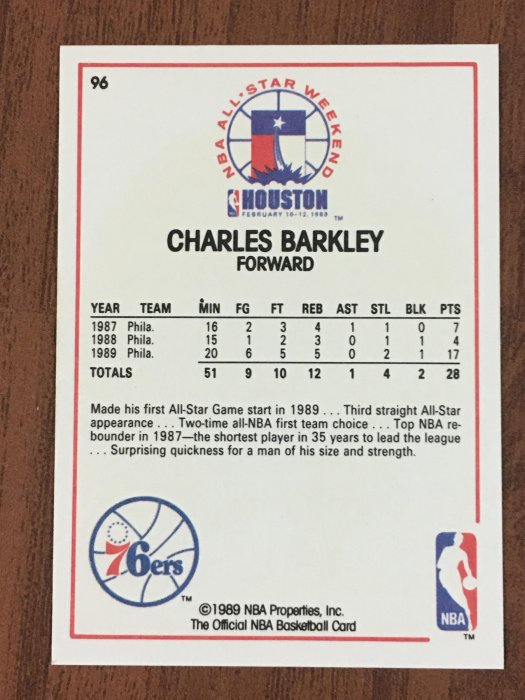 96
NBA ALL★STAR WEEKEND
NBA HOUSTON
FEBRUARY 10-12, 1989
TM
CHARLES BARKLEY
FORWARD
YEAR TEAM MIN FG FT REB AST STL BLK PTS
1987 Phila. 16 2 3 4 1 1 0 7
1988 Phila. 15 1 2 3 0 1 1 4
1989 Phila. 20 6 5 5 0 2 1 17
TOTALS 51 9 10 12 1 4 2 28
Made his first All-Star Game start in 1989 . . . Third straight All-Star
appearance . . . Two-time all-NBA first team choice . . . Top NBA re-
bounder in 1987—the shortest player in 35 years to lead the league
. . . Surprising quickness for a man of his size and strength.
76ers
TM
©1989 NBA Properties, Inc.
The Official NBA Basketball Card
NBA
TM